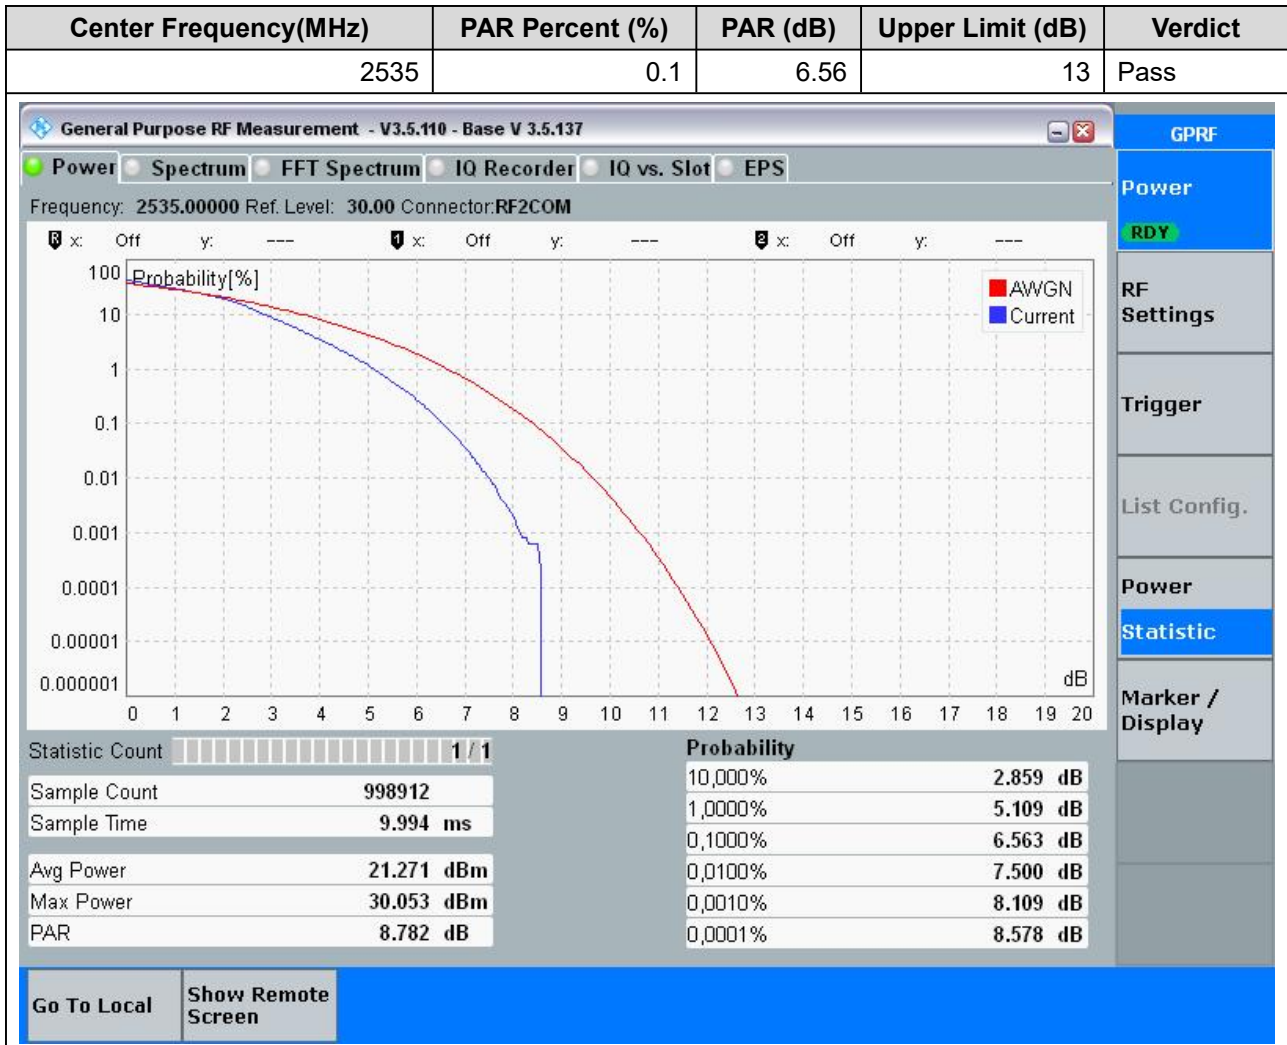 Center Frequency(MHz) PAR Percent (%) PAR (dB) Upper Limit (dB) Verdict
2535 0.1 6.56 13 Pass
General Purpose RF Measurement - V3.5.110 - Base V 3.5.137
GPRF
Power Spectrum FFT Spectrum IQ Recorder IQ vs. Slot EPS
Frequency: 2535.00000 Ref. Level: 30.00 Connector:RF2COM
R x: Off y: --- 1 x: Off y: --- 2 x: Off y: ---
Probability[%]
AWGN
Current
100
10
1
0.1
0.01
0.001
0.0001
0.00001
0.000001
dB
0 1 2 3 4 5 6 7 8 9 10 11 12 13 14 15 16 17 18 19 20
Statistic Count 1 / 1
Sample Count 998912
Sample Time 9.994 ms
Avg Power 21.271 dBm
Max Power 30.053 dBm
PAR 8.782 dB
Probability
10,000% 2.859 dB
1,0000% 5.109 dB
0,1000% 6.563 dB
0,0100% 7.500 dB
0,0010% 8.109 dB
0,0001% 8.578 dB
Power
RDY
RF
Settings
Trigger
List Config.
Power
Statistic
Marker /
Display
Go To Local
Show Remote
Screen